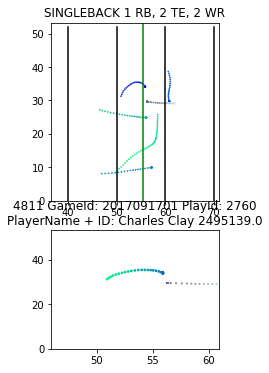 SINGLEBACK 1 RB, 2 TE, 2 WR
50
40
30
20
10
0
40 50 60 70
4811 GameId: 2017091701 PlayId: 2760
PlayerName + ID: Charles Clay 2495139.0
40
20
0
50 55 60